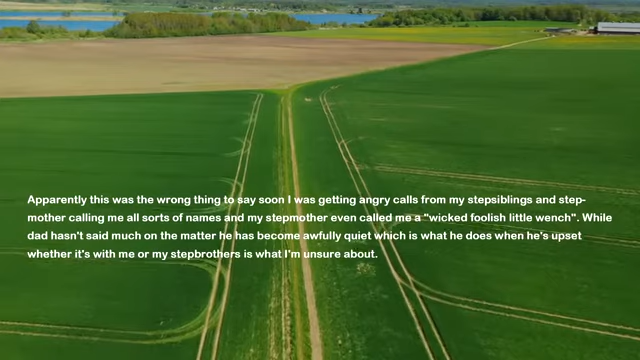 Apparently this was the wrong thing to say soon I was getting angry calls from my stepsiblings and step-
mother calling me all sorts of names and my stepmother even called me a "wicked foolish little wench". While
dad hasn't said much on the matter he has become awfully quiet which is what he does when he's upset
whether it's with me or my stepbrothers is what I'm unsure about.